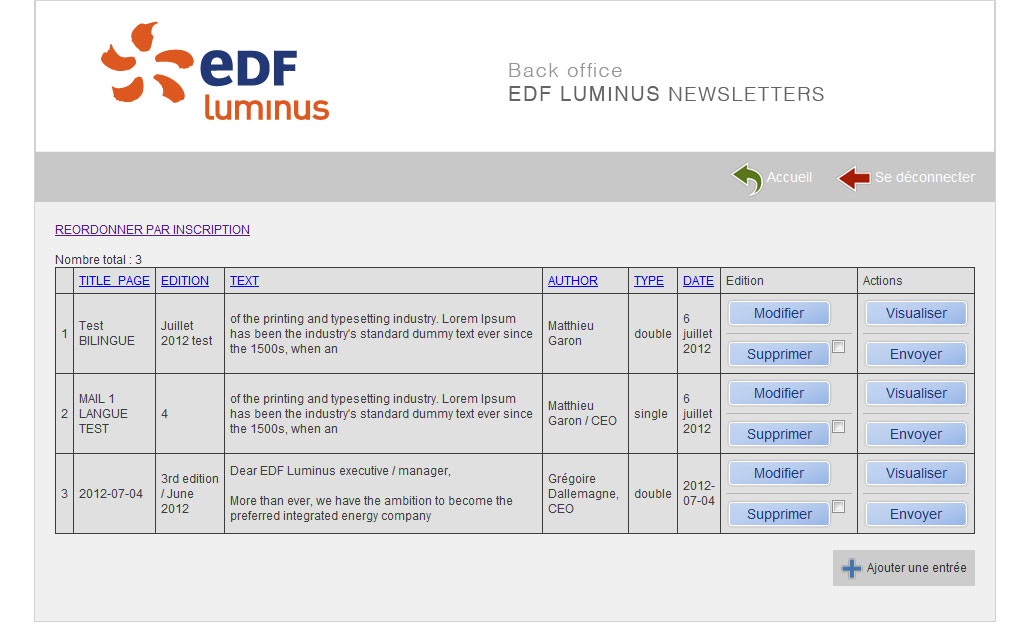 eDF
luminus
Back office
EDF LUMINUS NEWSLETTERS
Accueil
Se déconnecter
REORDONNER PAR INSCRIPTION
Nombre total : 3
TITLE_PAGE EDITION TEXT AUTHOR TYPE DATE Edition Actions
1
Test
BILINGUE
Juillet
2012 test
of the printing and typesetting industry. Lorem Ipsum
has been the industry's standard dummy text ever since
the 1500s, when an
Matthieu
Garon
double
6
juillet
2012
Modifier
Supprimer
Visualiser
Envoyer
2
MAIL 1
LANGUE
TEST
4
of the printing and typesetting industry. Lorem Ipsum
has been the industry's standard dummy text ever since
the 1500s, when an
Matthieu
Garon / CEO
single
6
juillet
2012
Modifier
Supprimer
Visualiser
Envoyer
3
2012-07-04
3rd edition
/ June
2012
Dear EDF Luminus executive / manager,
More than ever, we have the ambition to become the
preferred integrated energy company
Grégoire
Dallemagne,
CEO
double
2012-
07-04
Modifier
Supprimer
Visualiser
Envoyer
Ajouter une entrée